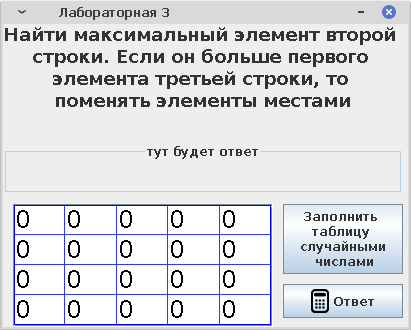 Лабораторная 3
Найти максимальный элемент второй
строки. Если он больше первого
элемента третьей строки, то
поменять элементы местами
тут будет ответ
0 0 0 0 0
0 0 0 0 0
0 0 0 0 0
0 0 0 0 0
Заполнить
таблицу
случайными
числами
Ответ